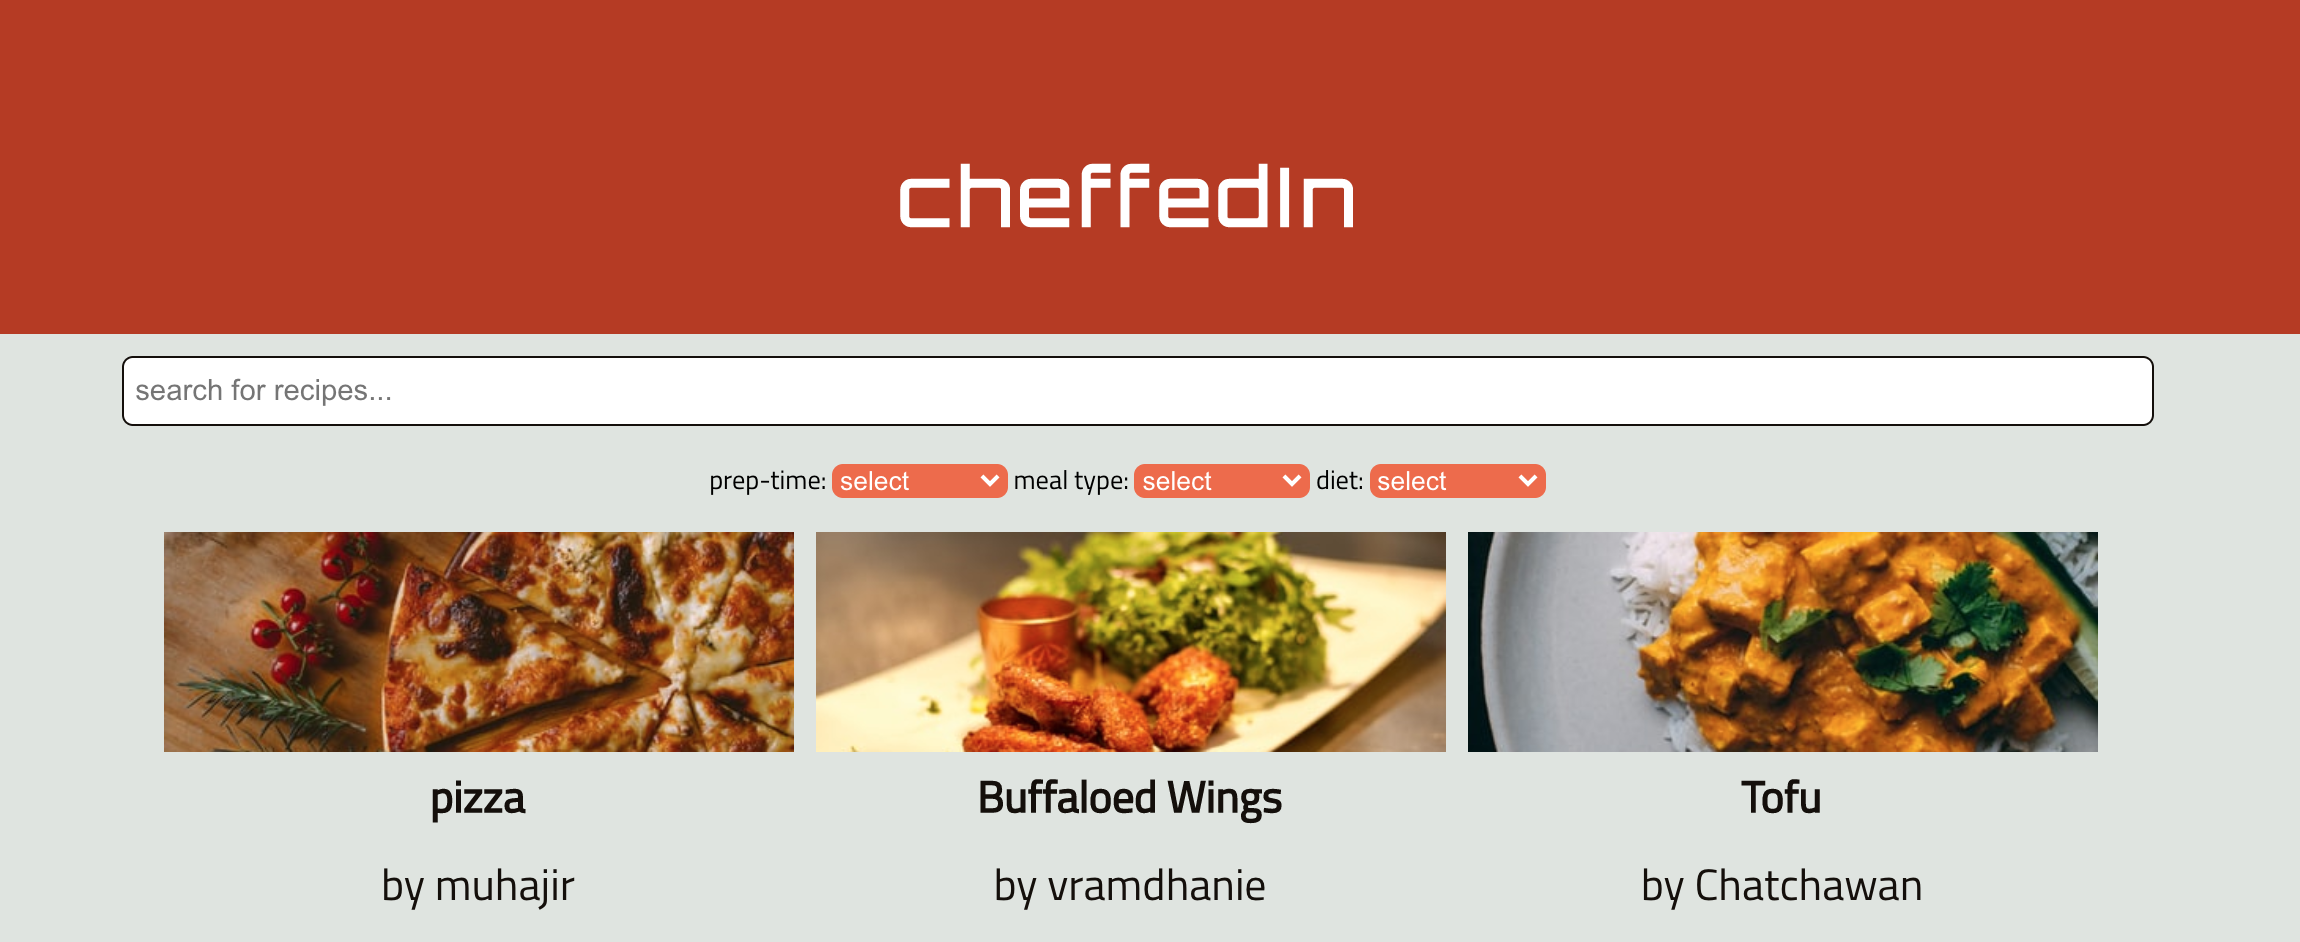 cheffedIn
search for recipes...
prep-time: select meal type: select diet: select
pizza
Buffaloed Wings
Tofu
by muhajir
by vramdhanie
by Chatchawan